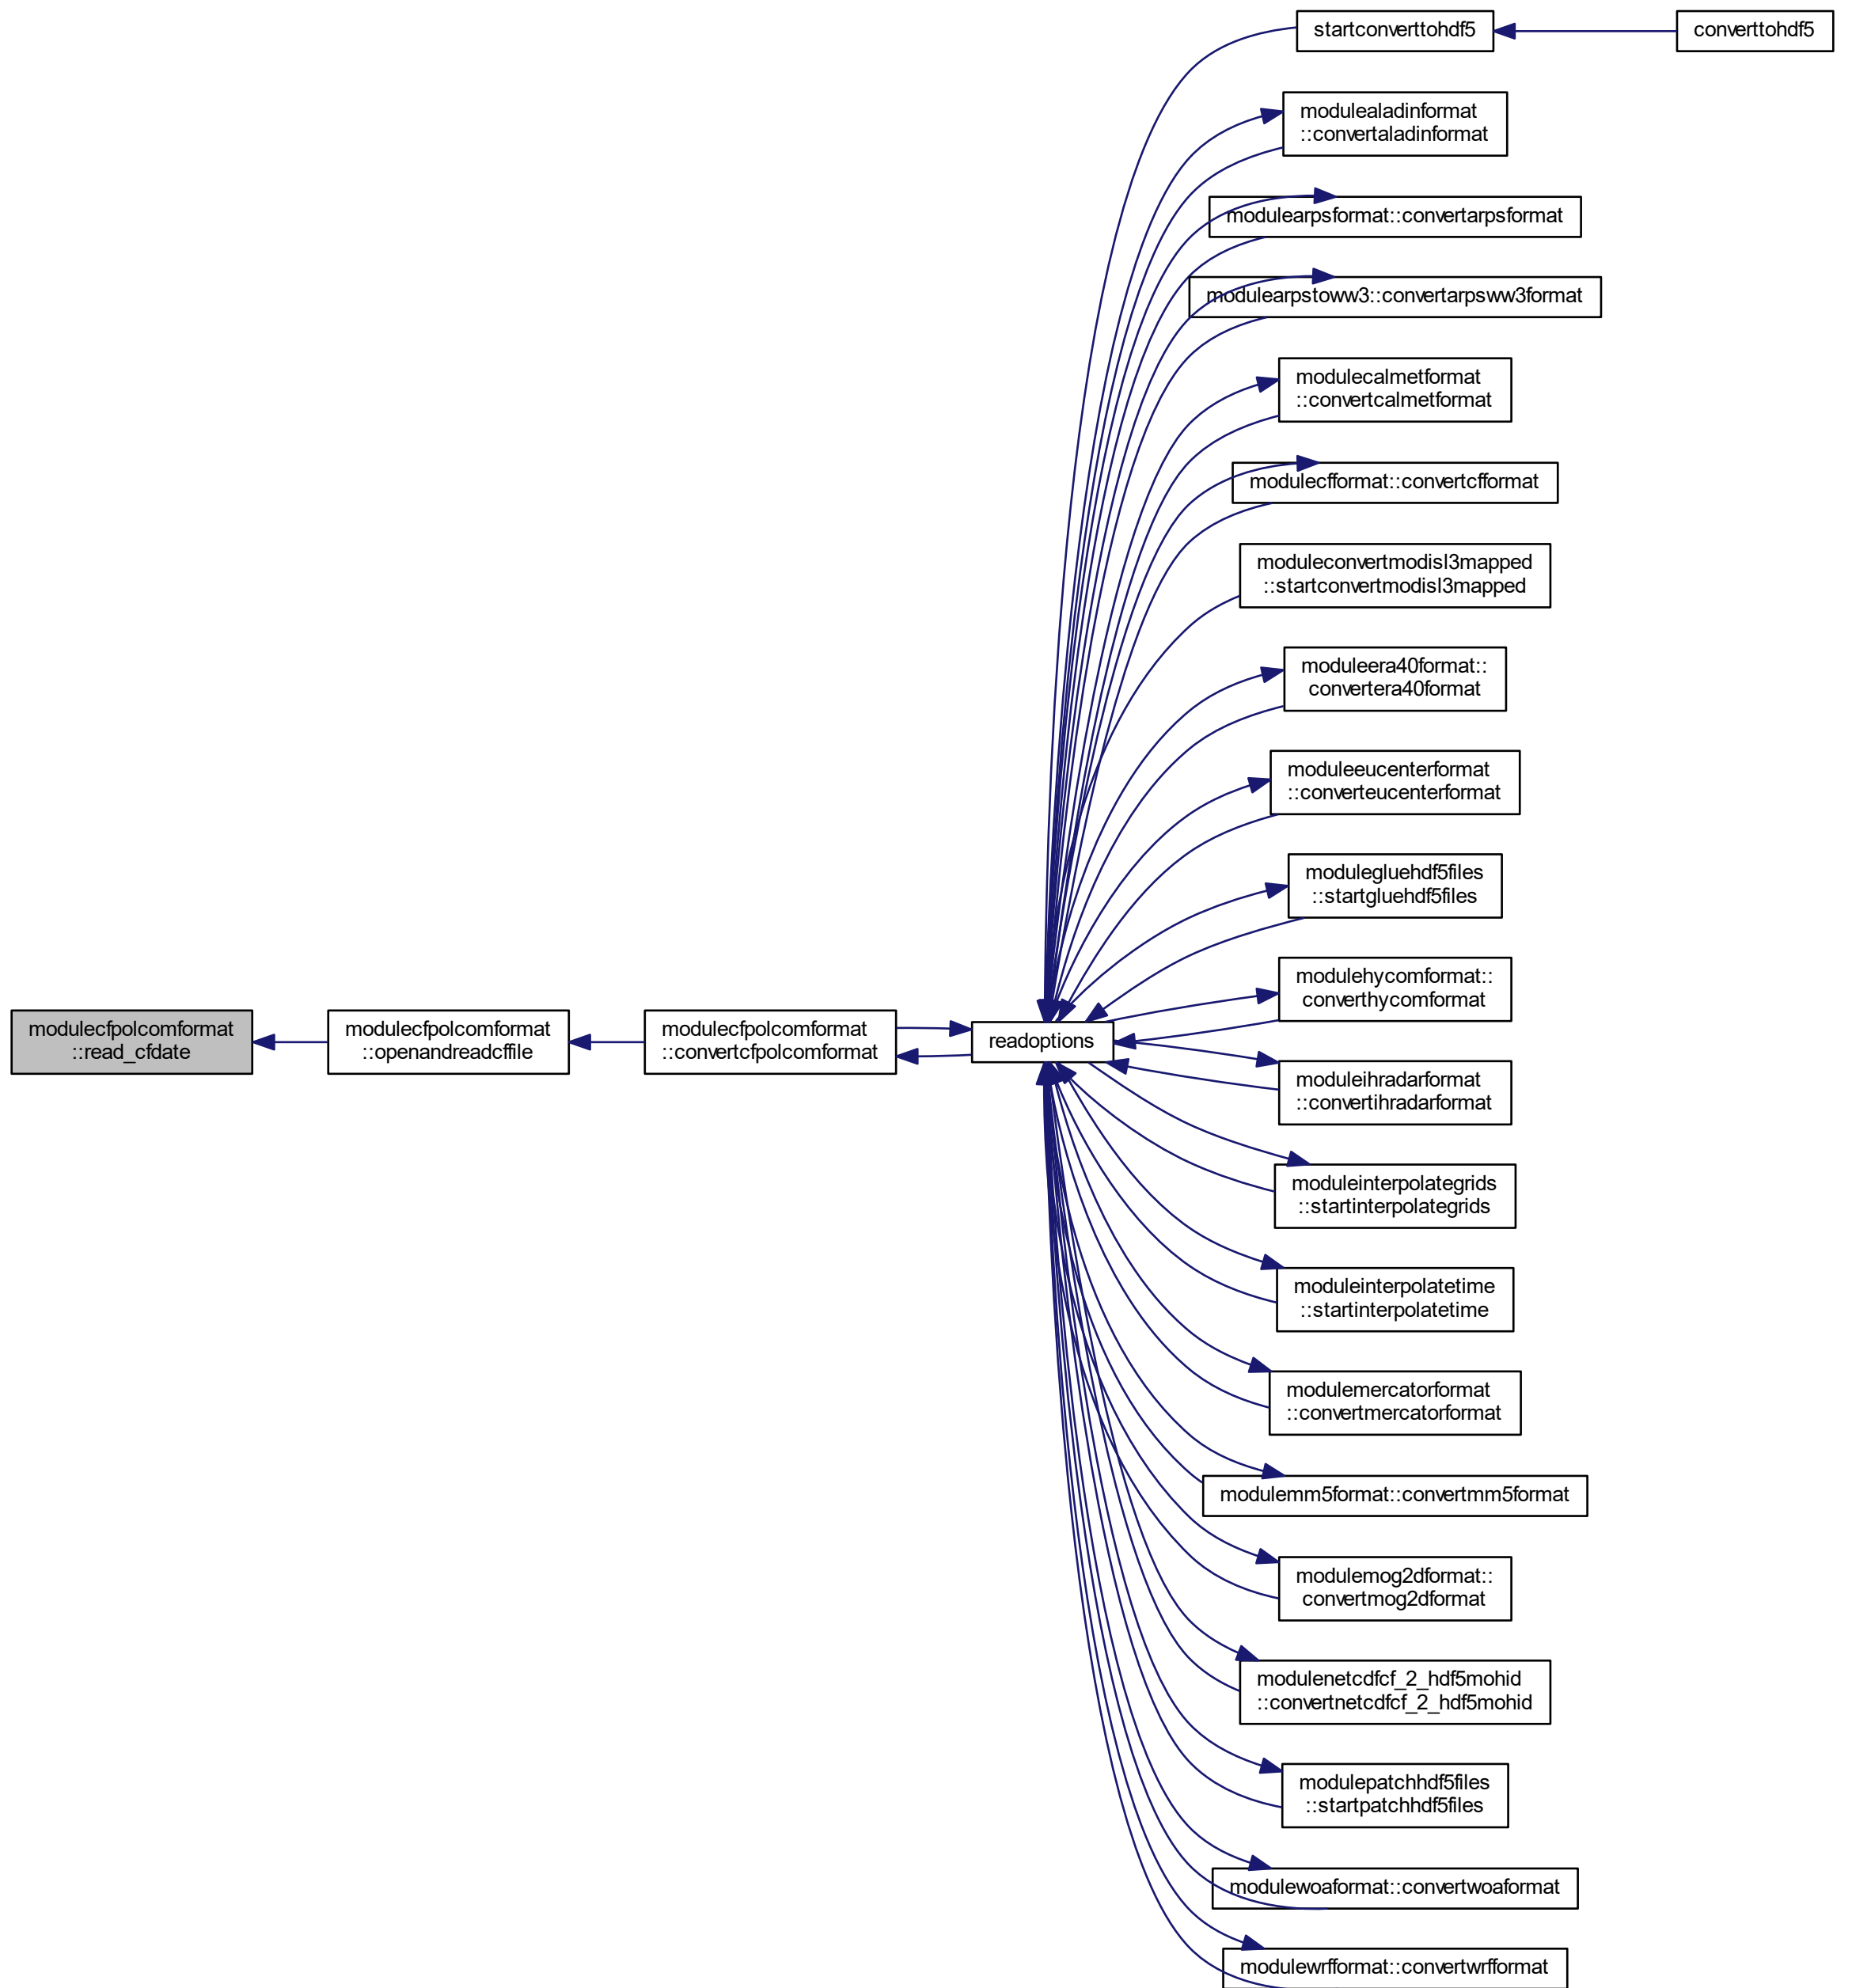 startconverttohdf5
converttohdf5
modulealadinformat
::convertaladinformat
modulearpsformat::convertarpsformat
modulearpstoww3::convertarpsww3format
modulecalmetformat
::convertcalmetformat
modulecfformat::convertcfformat
moduleconvertmodisl3mapped
::startconvertmodisl3mapped
moduleera40format::
convertera40format
moduleeucenterformat
::converteucenterformat
modulegluehdf5files
::startgluehdf5files
modulecfpolcomformat
::read_cfdate
modulecfpolcomformat
::openandreadcffile
modulecfpolcomformat
::convertcfpolcomformat
readoptions
modulehycomformat::
converthycomformat
moduleihradarformat
::convertihradarformat
moduleinterpolategrids
::startinterpolategrids
moduleinterpolatetime
::startinterpolatetime
modulemercatorformat
::convertmercatorformat
modulemm5format::convertmm5format
modulemog2dformat::
convertmog2dformat
modulenetcdfcf_2_hdf5mohid
::convertnetcdfcf_2_hdf5mohid
modulepatchhdf5files
::startpatchhdf5files
modulewoaformat::convertwoaformat
modulewrfformat::convertwrfformat